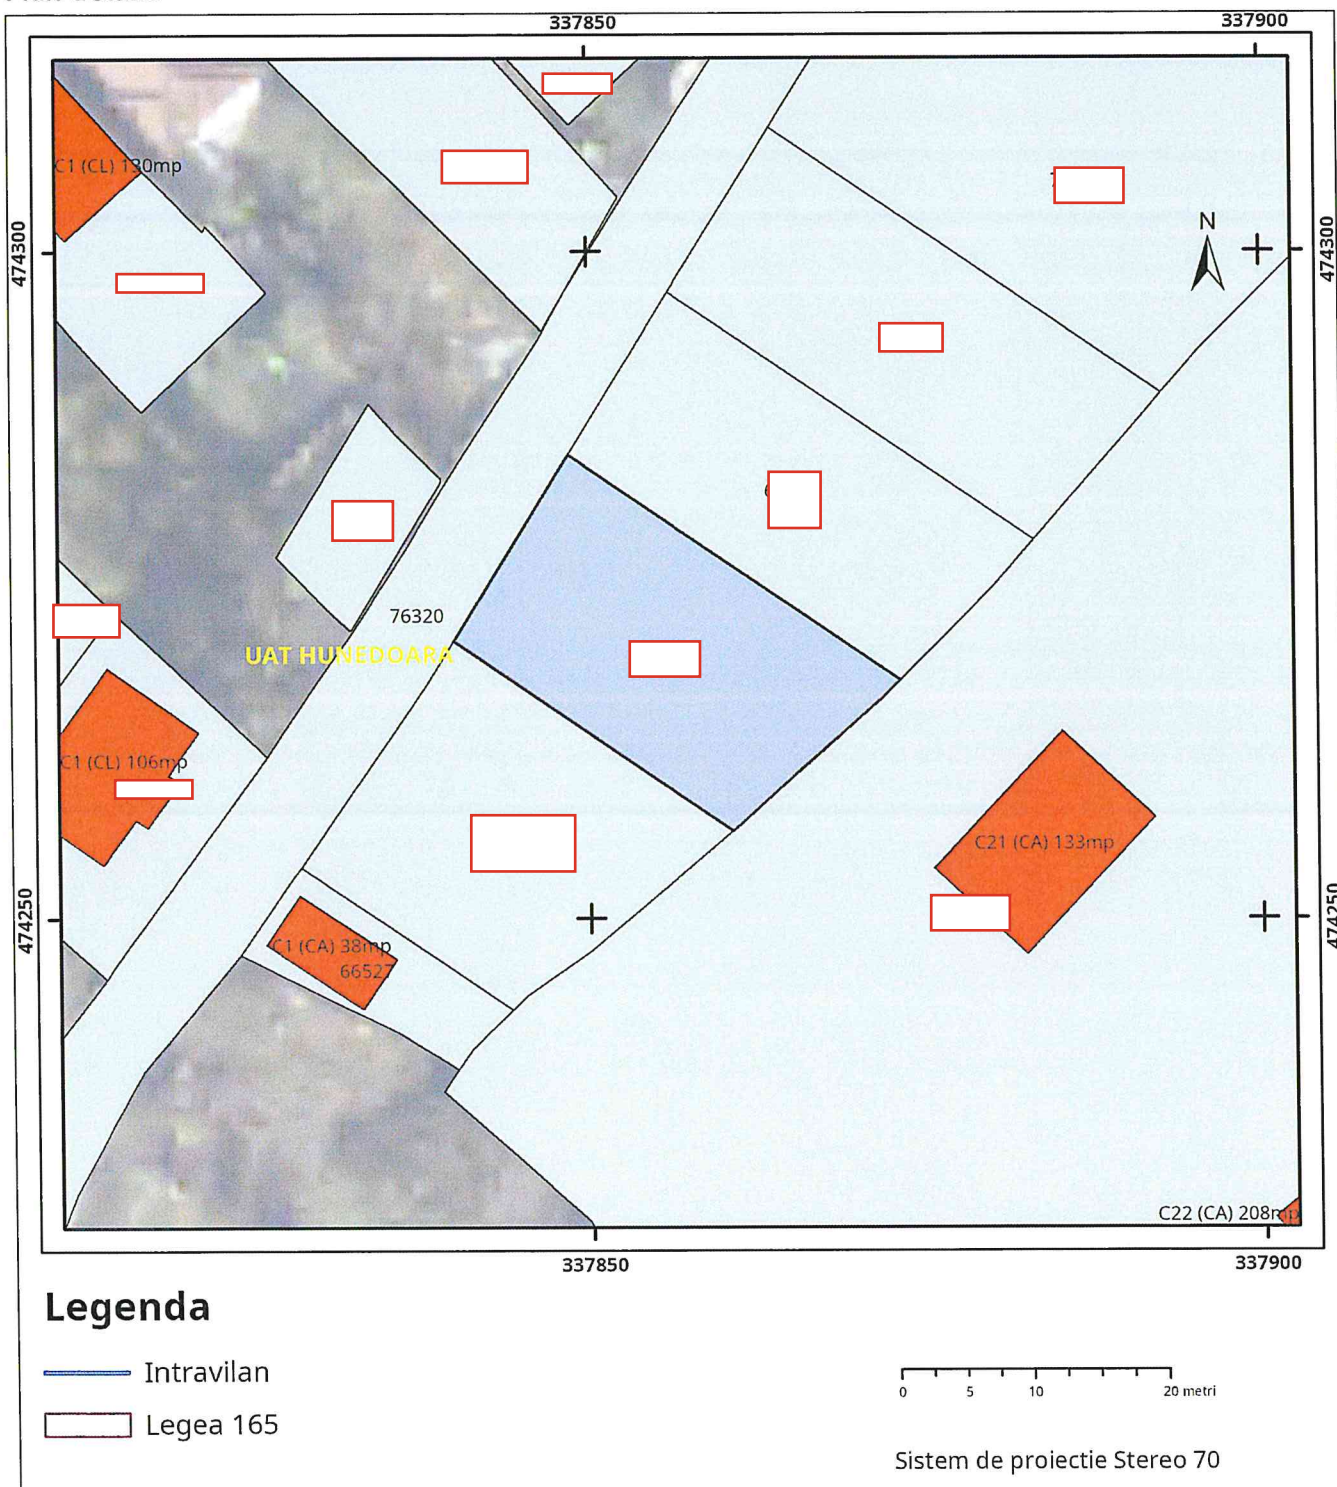 337850
337900
C1 (CL) 130mp
N
474300
474300
76320
UAT HUNEDOARA
C1 (CL) 106mp
C21 (CA) 133mp
474250
474250
C1 (CA) 38mp
66527
C22 (CA) 208mp
337850
337900
Legenda
Intravilan
Legea 165
0 5 10 20 metri
Sistem de proiectie Stereo 70